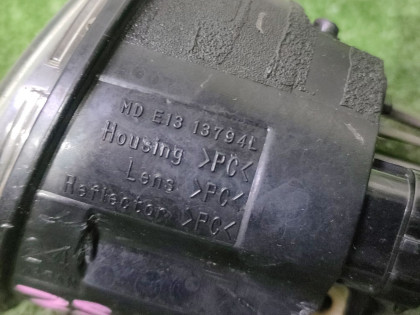 MD E13 13794L
Housing >PC<
Lens >PC<
Reflector >PC<